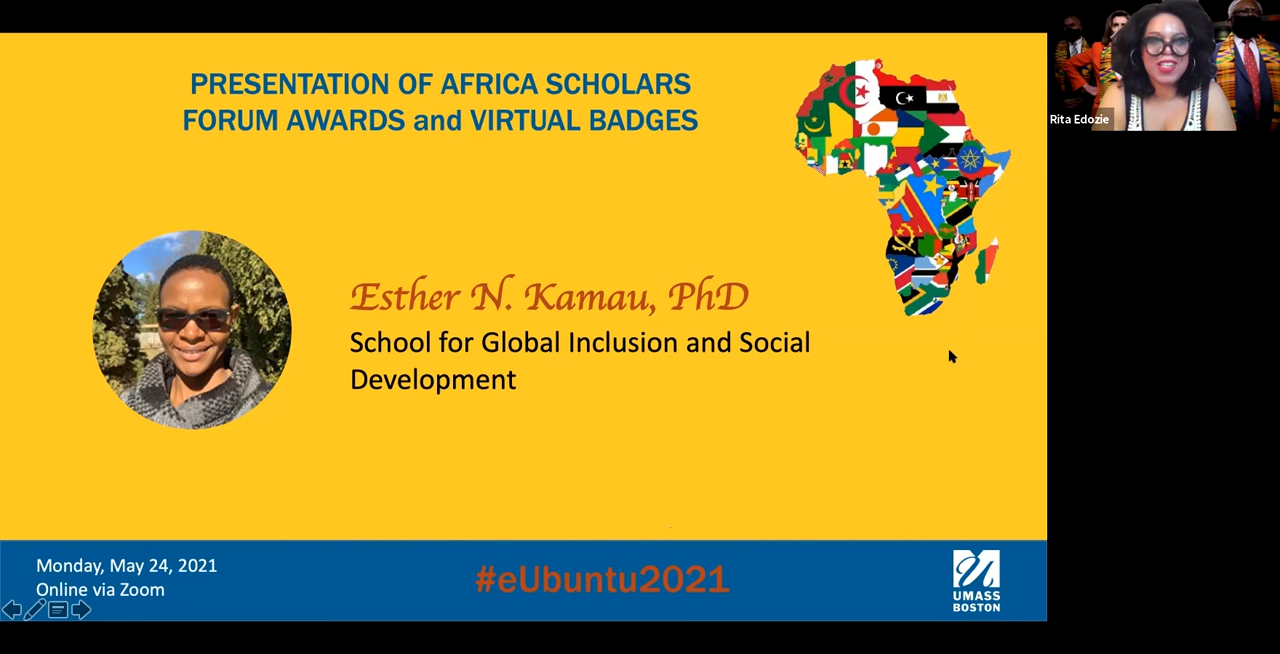 PRESENTATION OF AFRICA SCHOLARS
FORUM AWARDS and VIRTUAL BADGES
Rita Edozie
Esther N. Kamau, PhD
School for Global Inclusion and Social
Development
Monday, May 24, 2021
Online via Zoom
#eUbuntu2021
UMASS
BOSTON